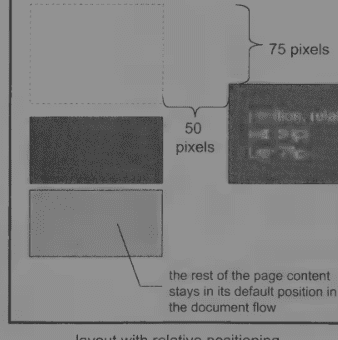 75 pixels
50
pixels
the rest of the page content
stays in its default position in
the document flow
layout with relative positioning